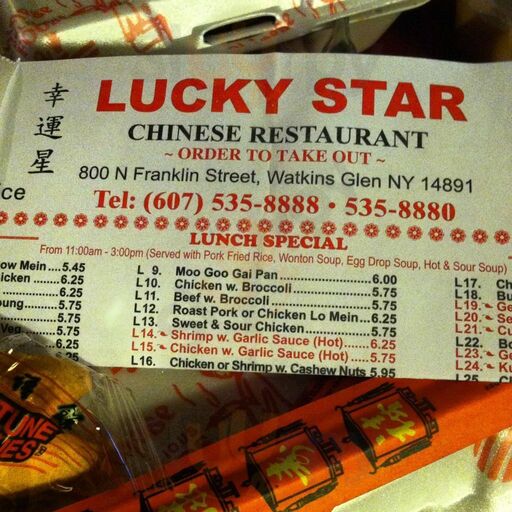 幸運星
LUCKY STAR
CHINESE RESTAURANT
~ ORDER TO TAKE OUT ~
800 N Franklin Street, Watkins Glen NY 14891
Tel: (607) 535-8888 • 535-8880
LUNCH SPECIAL
From 11:00am - 3:00pm (Served with Pork Fried Rice, Wonton Soup, Egg Drop Soup, Hot & Sour Soup)
Mein....5.45
6.25
6.25
5.75
5.75
5.75
L 9. Moo Goo Gai Pan 6.00
L10. Chicken w. Broccoli 5.75
L11. Beef w. Broccoli 5.75
L12. Roast Pork or Chicken Lo Mein...6.25
L13. Sweet & Sour Chicken 5.75
L14. Shrimp w. Garlic Sauce (Hot) 6.25
L15. Chicken w. Garlic Sauce (Hot) 5.75
L16. Chicken or Shrimp w. Cashew Nuts 5.95
L17.
L18.
L19.
L20.
L21.
L22.
L23.
L24.
L25